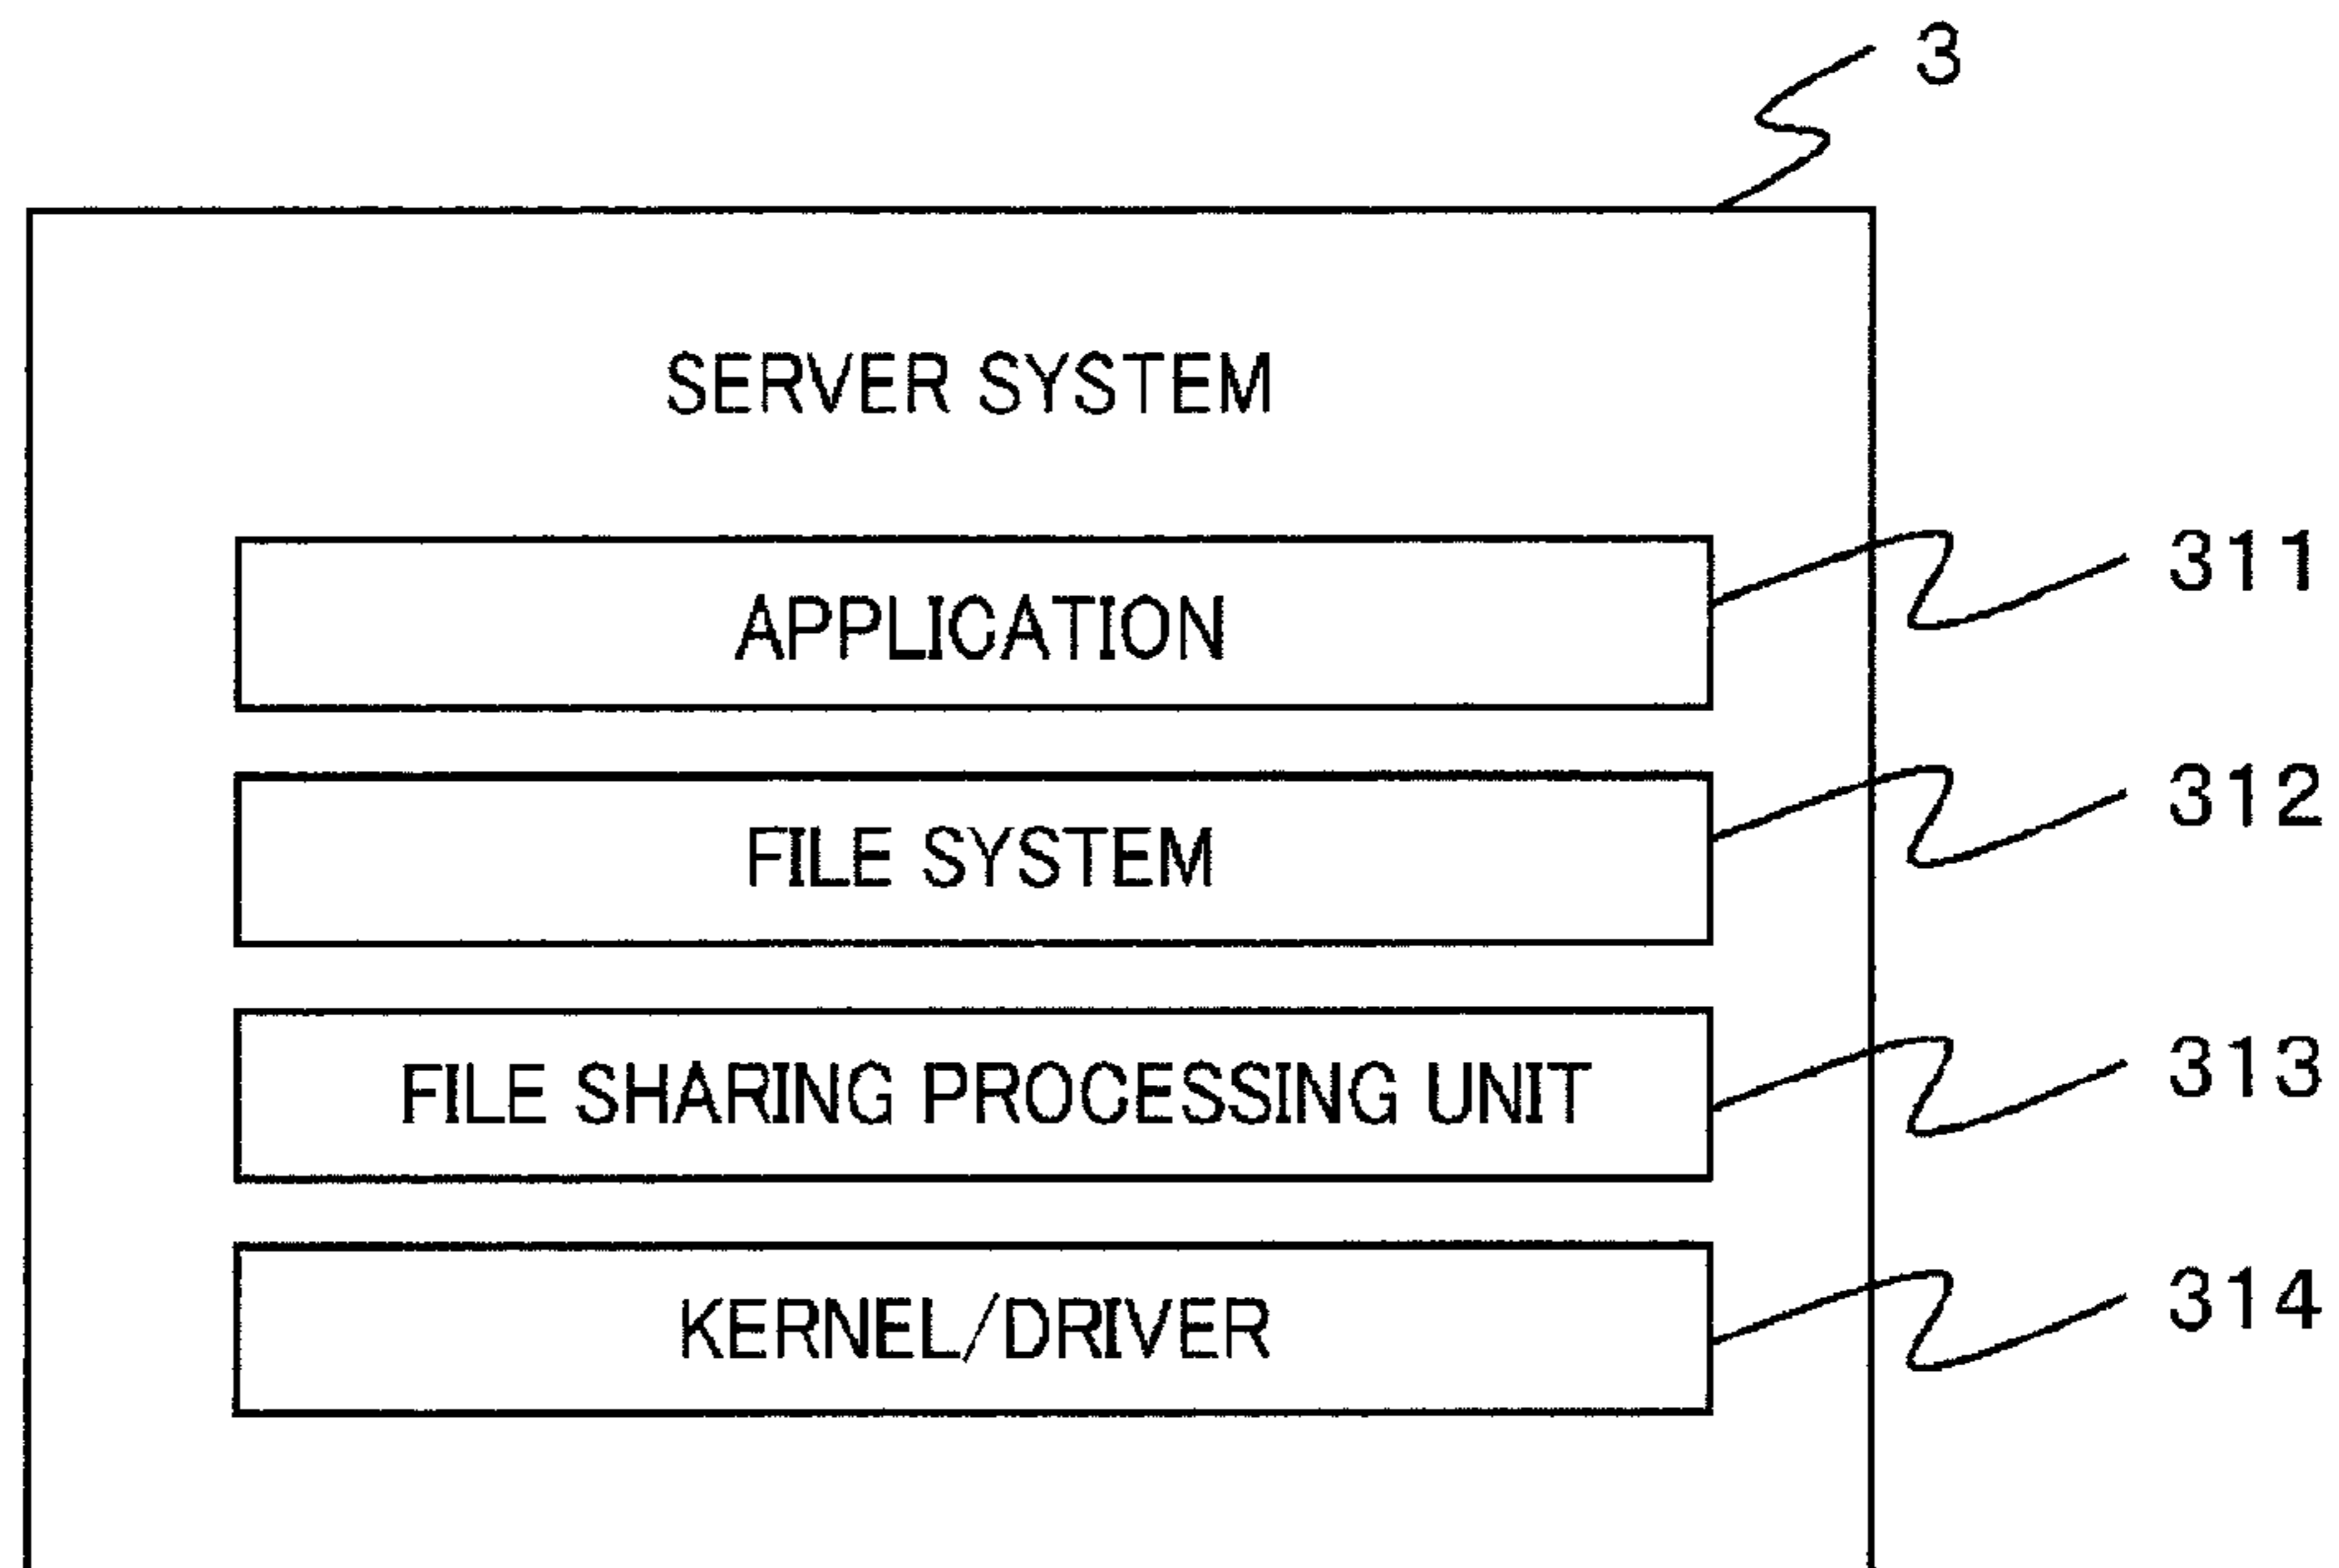 3
SERVER SYSTEM
APPLICATION
311
FILE SYSTEM
312
FILE SHARING PROCESSING UNIT
313
KERNEL/DRIVER
314